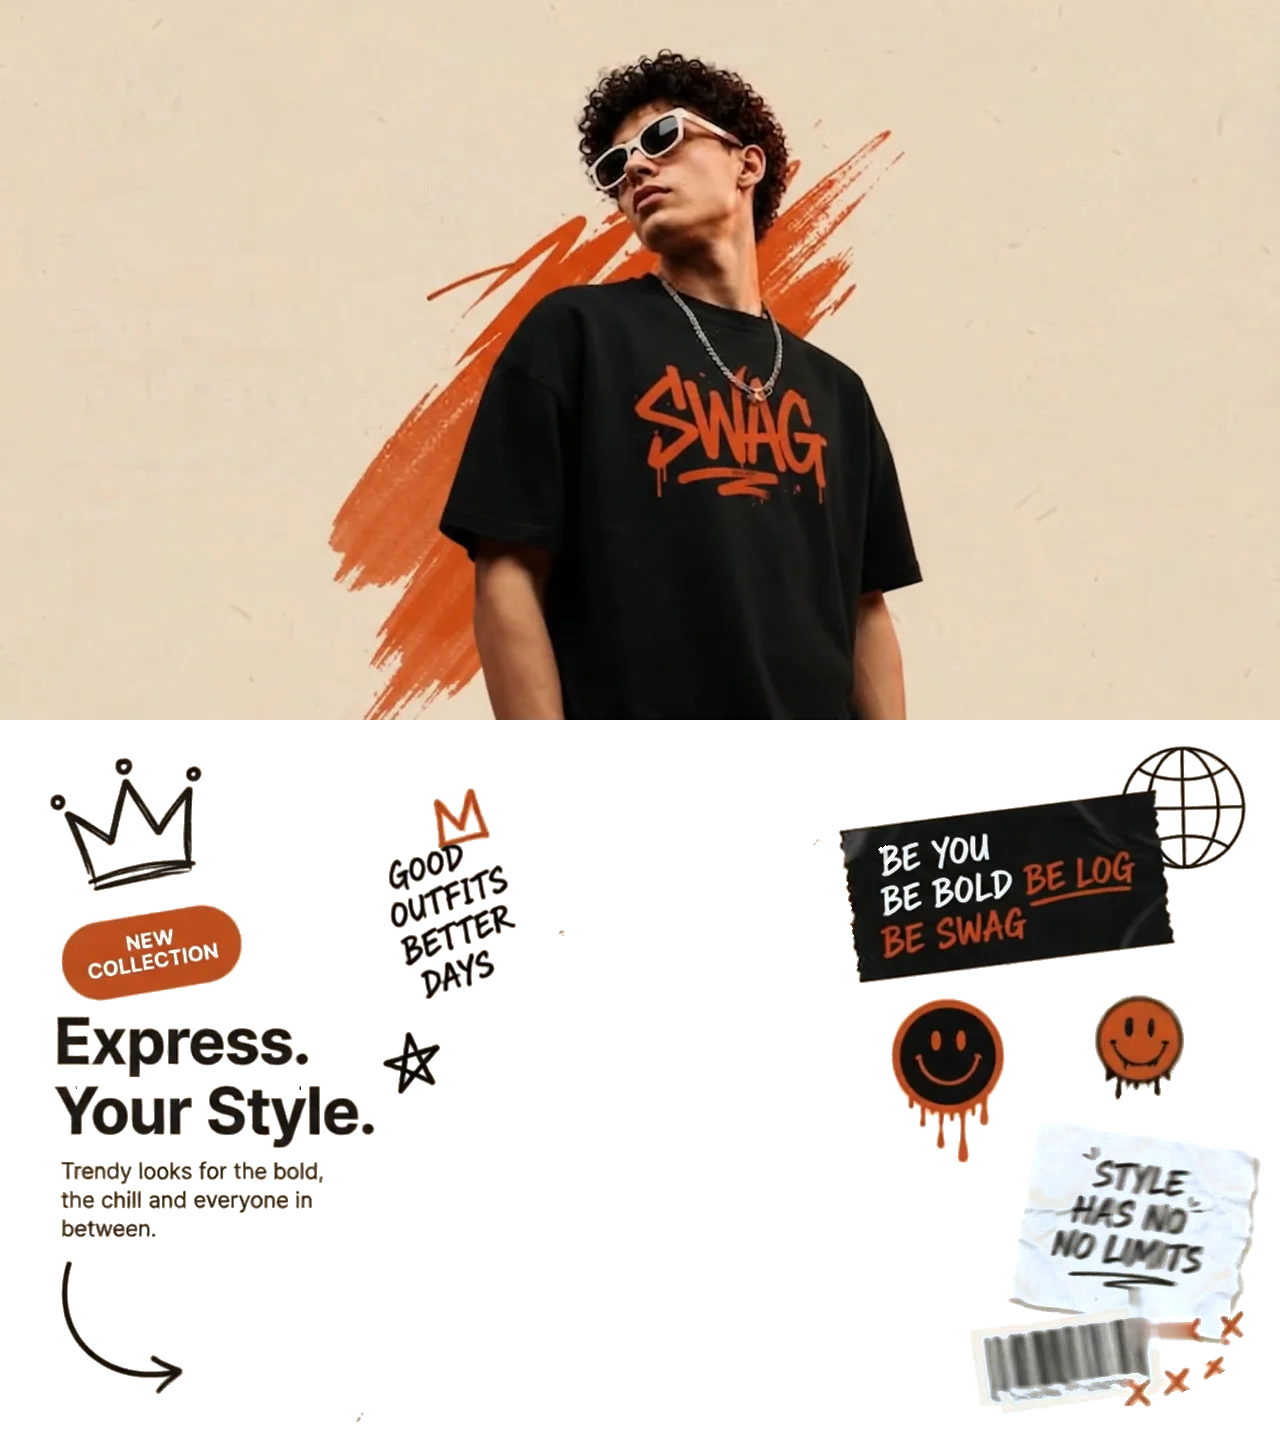 SWAG
GOOD
OUTFITS
BETTER
DAYS
NEW
COLLECTION
Express.
Your Style.
Trendy looks for the bold,
the chill and everyone in
between.
BE YOU
BE BOLD BE LOG
BE SWAG
"STYLE
HAS NO"
NO LIMITS